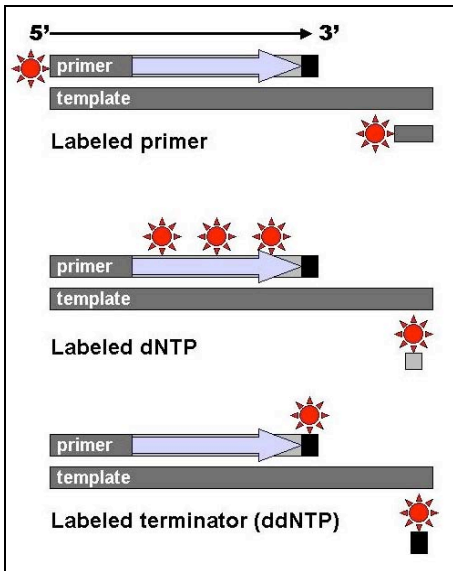 5’ 3’
primer
template
Labeled primer
primer
template
Labeled dNTP
primer
template
Labeled terminator (ddNTP)